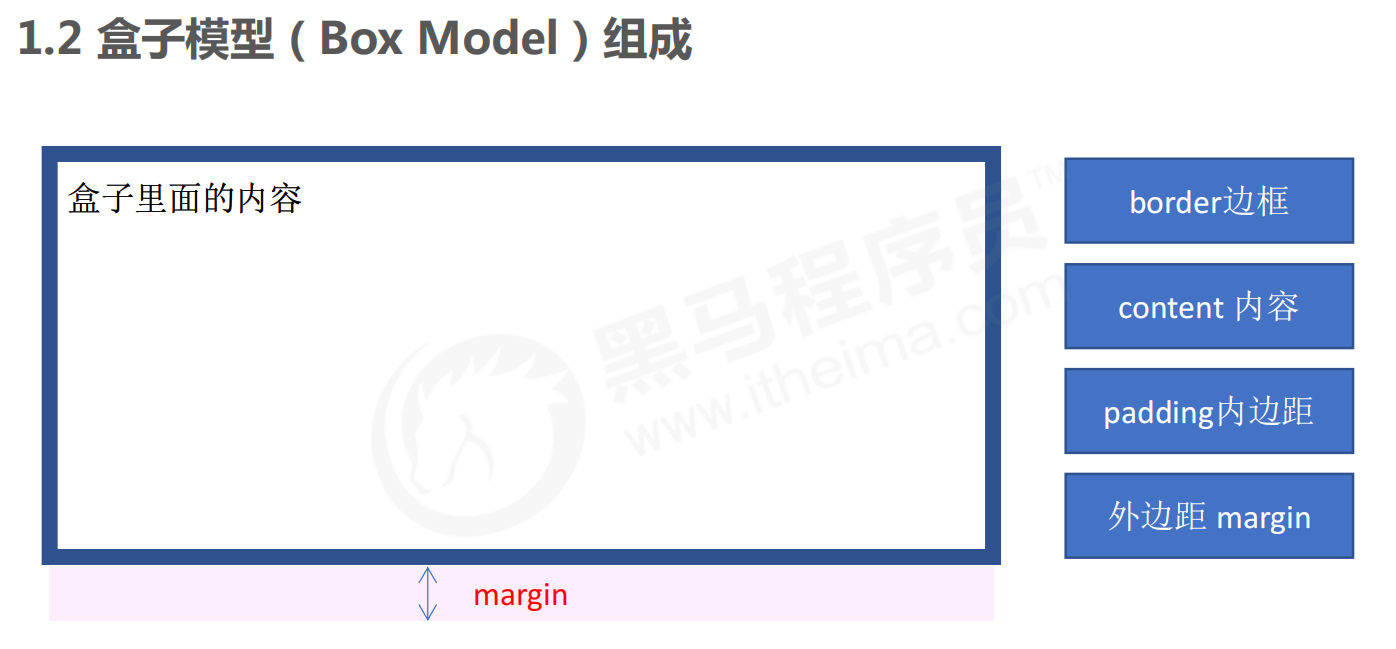 1.2 盒子模型（Box Model）组成
盒子里面的内容
border边框
content 内容
padding内边距
外边距 margin
margin
黑马程序员™
www.itheima.com